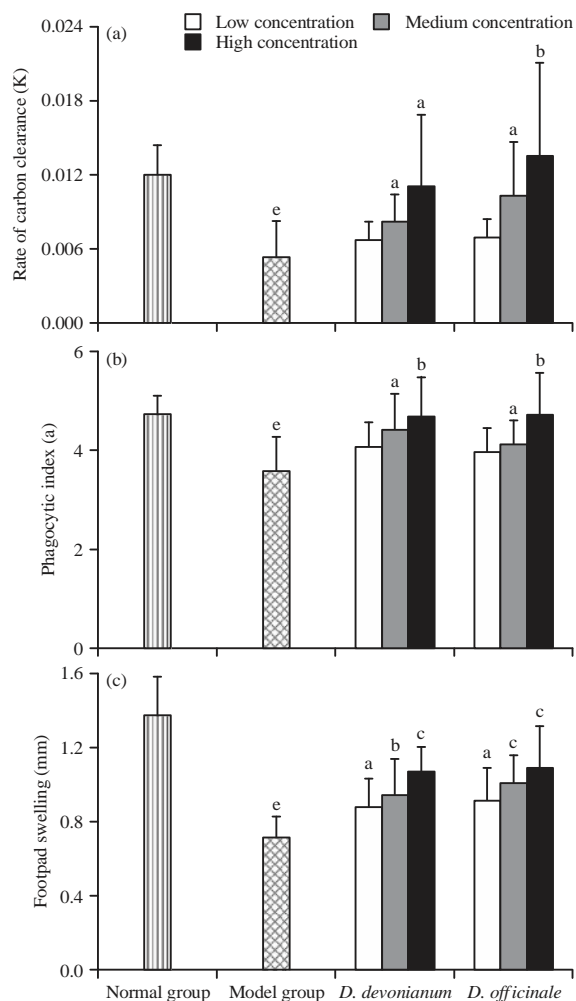 Low concentration
Medium concentration
High concentration
(a)
0.024
0.018
0.012
0.006
0.000
Rate of carbon clearance (K)
e
a
a
a
b
(b)
6
4
2
0
Phagocytic index (a)
e
a
b
a
b
(c)
1.6
1.2
0.8
0.4
0.0
Footpad swelling (mm)
e
a
b
c
a
c
c
Normal group
Model group
D. devonianum
D. officinale